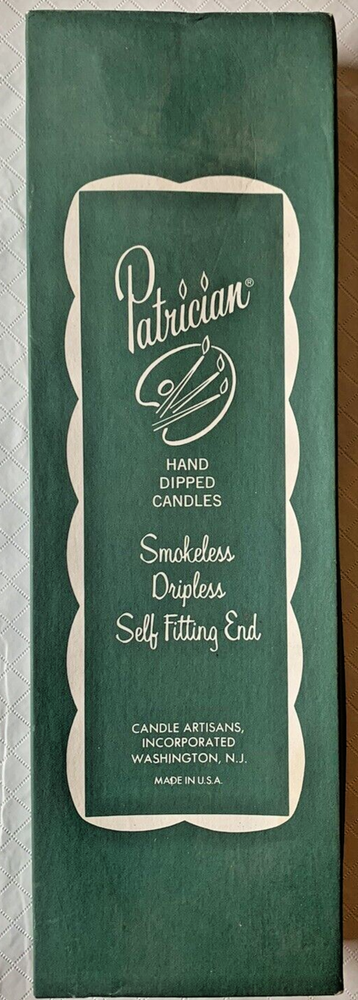 Patrician®
HAND
DIPPED
CANDLES
Smokeless
Dripless
Self Fitting End
CANDLE ARTISANS,
INCORPORATED
WASHINGTON, N.J.
MADE IN U.S.A.